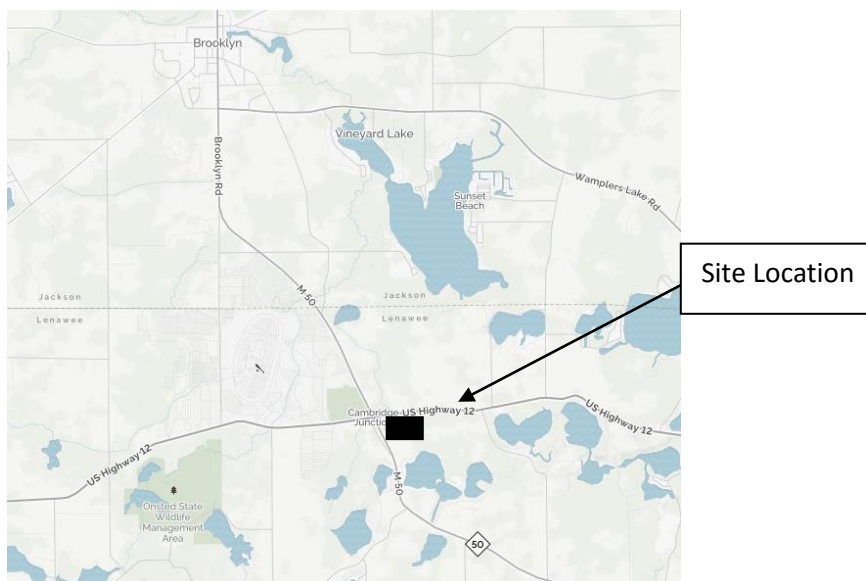 Brooklyn
Brooklyn Rd
Vineyard Lake
Sunset
Beach
Wamplers Lake Rd
Site Location
Jackson
Lenawee
M 50
Jackson
Lenawee
Cambridge
Junction
US Highway 12
US Highway 12
US Highway 12
M 50
Onsted State
Wildlife
Management
Area
50